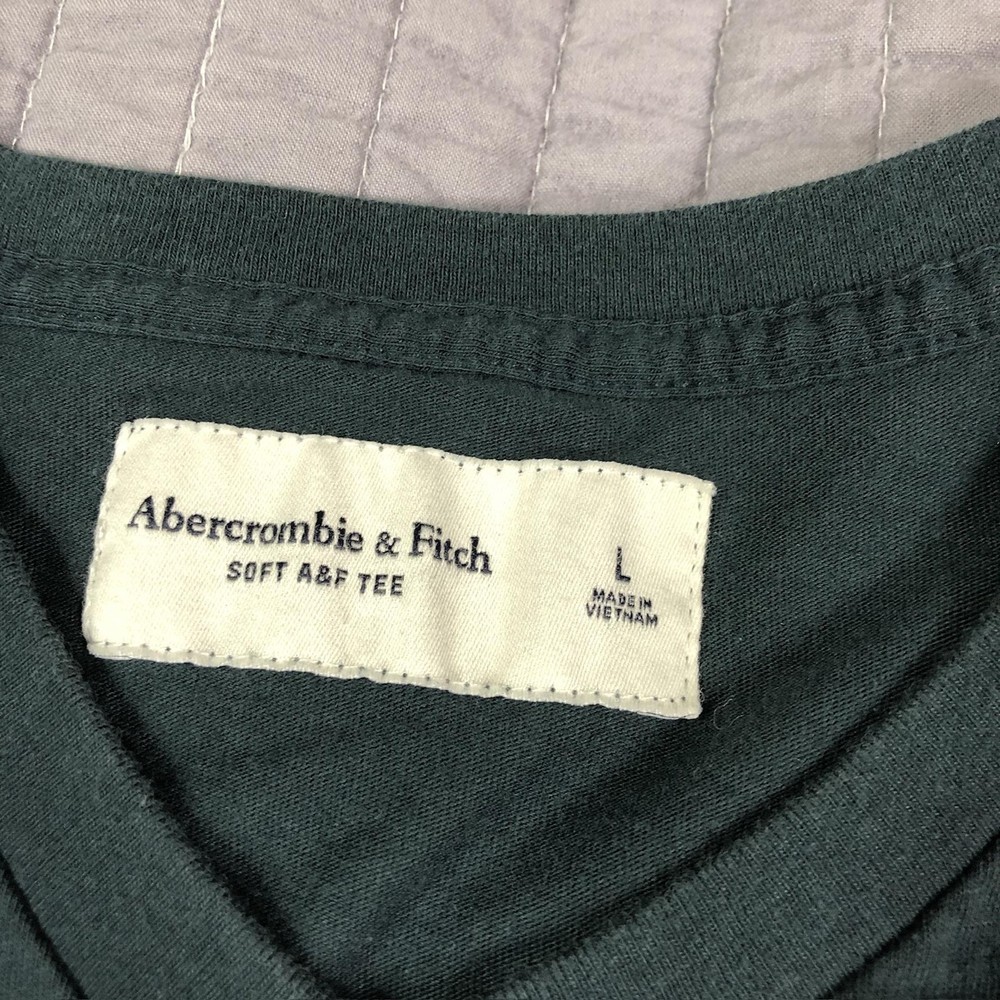 Abercrombie & Fitch
SOFT A&F TEE
L
MADE IN
VIETNAM